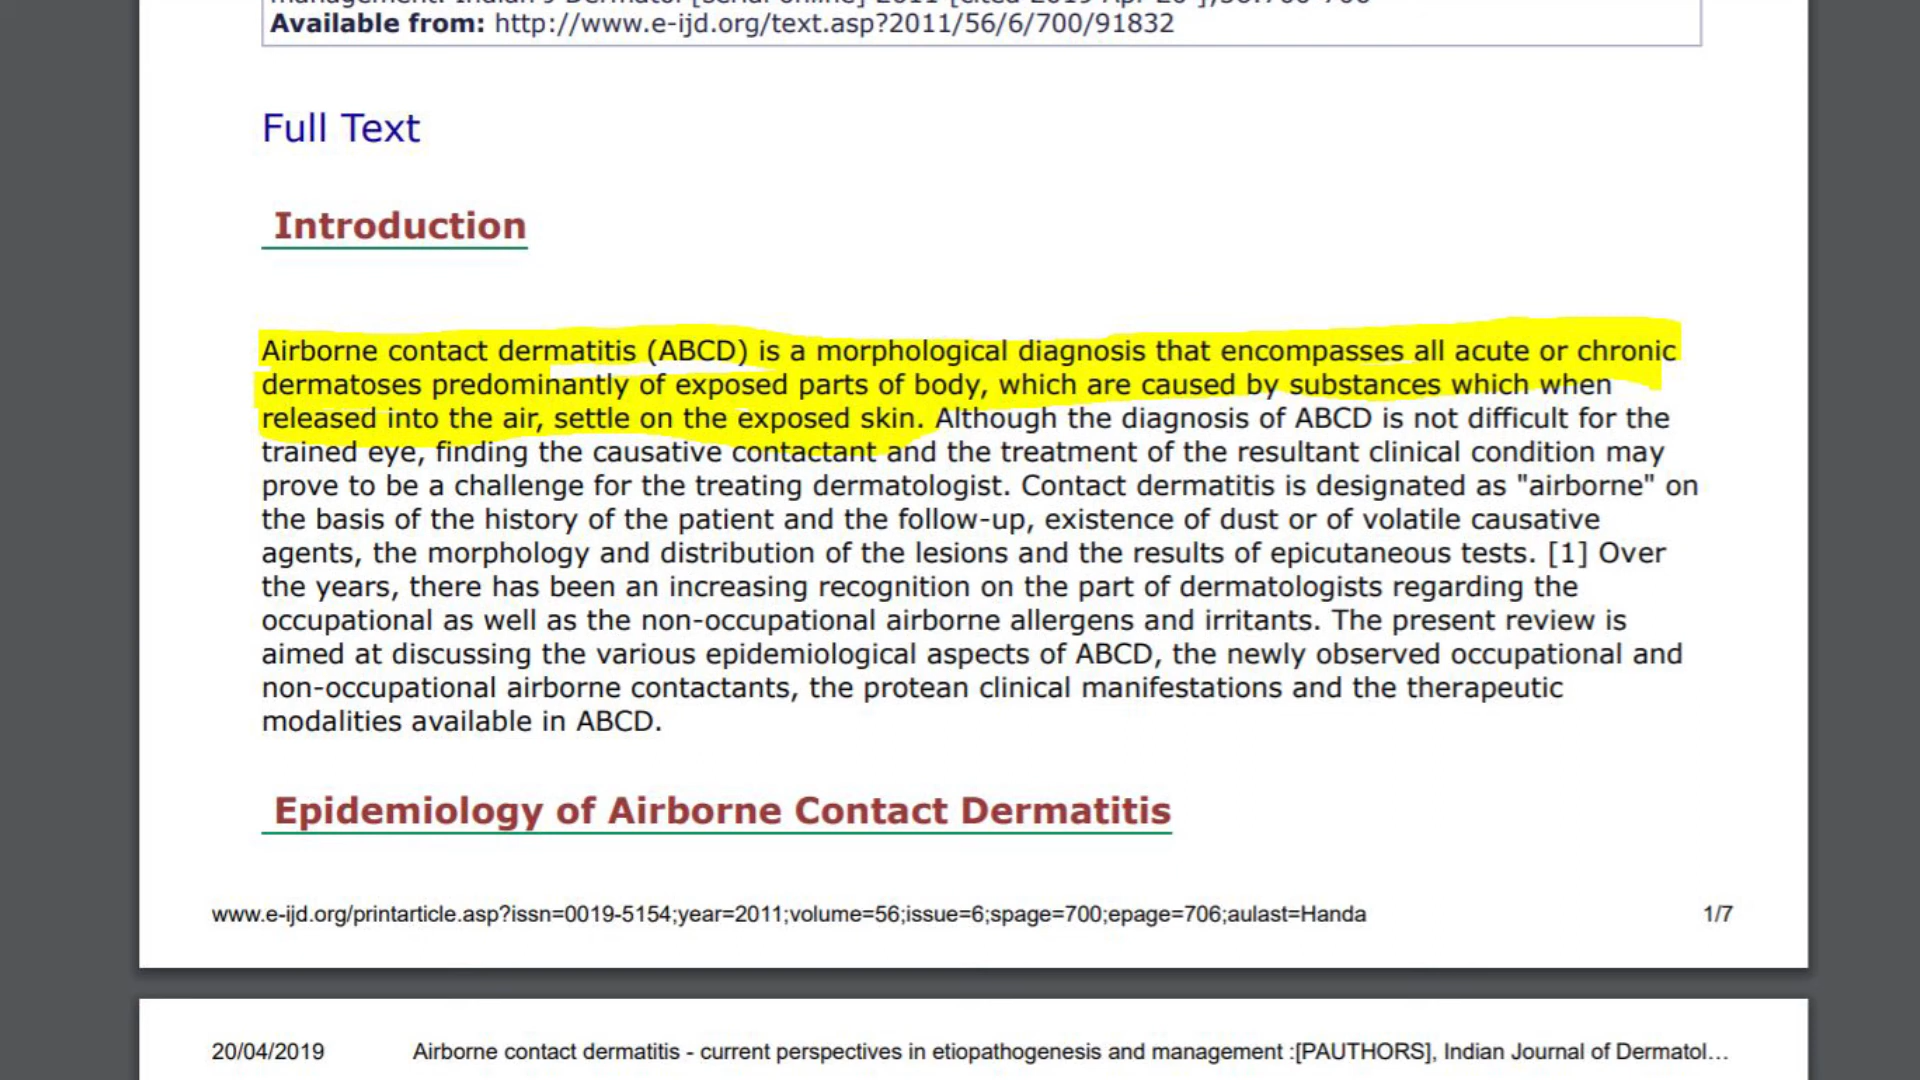 Available from: http://www.e-ijd.org/text.asp?2011/56/6/700/91832
Full Text
Introduction
Airborne contact dermatitis (ABCD) is a morphological diagnosis that encompasses all acute or chronic
dermatoses predominantly of exposed parts of body, which are caused by substances which when
released into the air, settle on the exposed skin. Although the diagnosis of ABCD is not difficult for the
trained eye, finding the causative contactant and the treatment of the resultant clinical condition may
prove to be a challenge for the treating dermatologist. Contact dermatitis is designated as "airborne" on
the basis of the history of the patient and the follow-up, existence of dust or of volatile causative
agents, the morphology and distribution of the lesions and the results of epicutaneous tests. [1] Over
the years, there has been an increasing recognition on the part of dermatologists regarding the
occupational as well as the non-occupational airborne allergens and irritants. The present review is
aimed at discussing the various epidemiological aspects of ABCD, the newly observed occupational and
non-occupational airborne contactants, the protean clinical manifestations and the therapeutic
modalities available in ABCD.
Epidemiology of Airborne Contact Dermatitis
www.e-ijd.org/printarticle.asp?issn=0019-5154;year=2011;volume=56;issue=6;spage=700;epage=706;aulast=Handa 1/7
20/04/2019 Airborne contact dermatitis - current perspectives in etiopathogenesis and management :[PAUTHORS], Indian Journal of Dermatol…